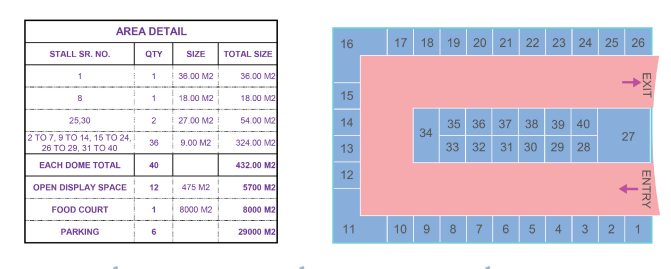 AREA DETAIL
STALL SR. NO. QTY SIZE TOTAL SIZE
1 1 36.00 M2 36.00 M2
8 1 18.00 M2 18.00 M2
25,30 2 27.00 M2 54.00 M2
2 TO 7, 9 TO 14, 15 TO 24,
26 TO 29, 31 TO 40 36 9.00 M2 324.00 M2
EACH DOME TOTAL 40 432.00 M2
OPEN DISPLAY SPACE 12 475 M2 5700 M2
FOOD COURT 1 8000 M2 8000 M2
PARKING 6 29000 M2
16 17 18 19 20 21 22 23 24 25 26
EXIT
15
14 34 35 36 37 38 39 40 27
13 33 32 31 30 29 28
12
ENTRY
11 10 9 8 7 6 5 4 3 2 1